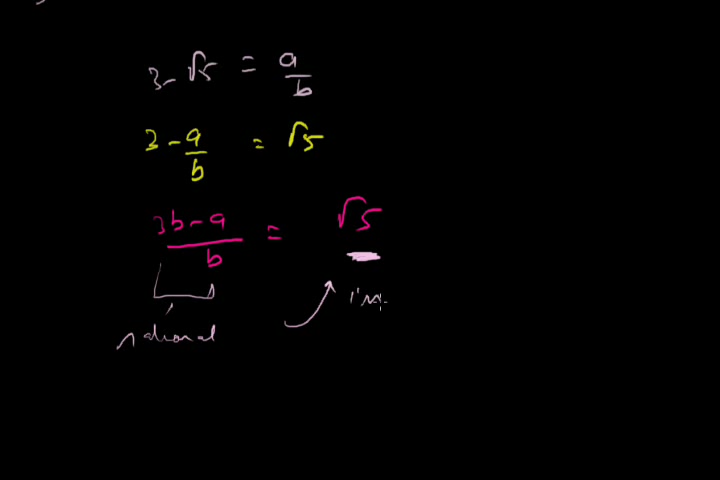 3 - √5 = a/b
3 - a/b = √5
3b - a / b = √5
rational